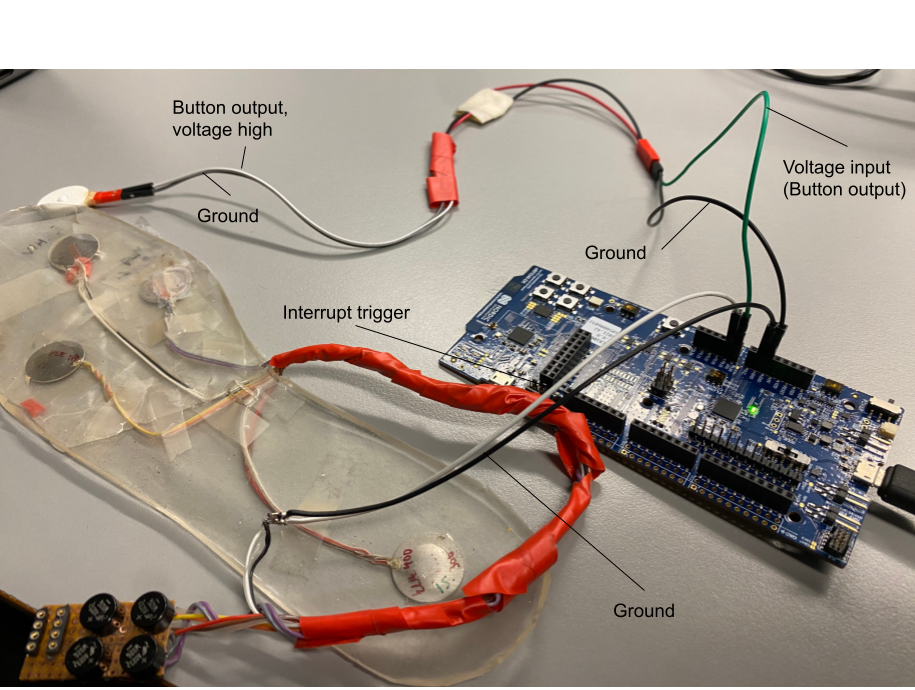 Button output,
voltage high
Ground
Voltage input
(Button output)
Ground
Interrupt trigger
Ground